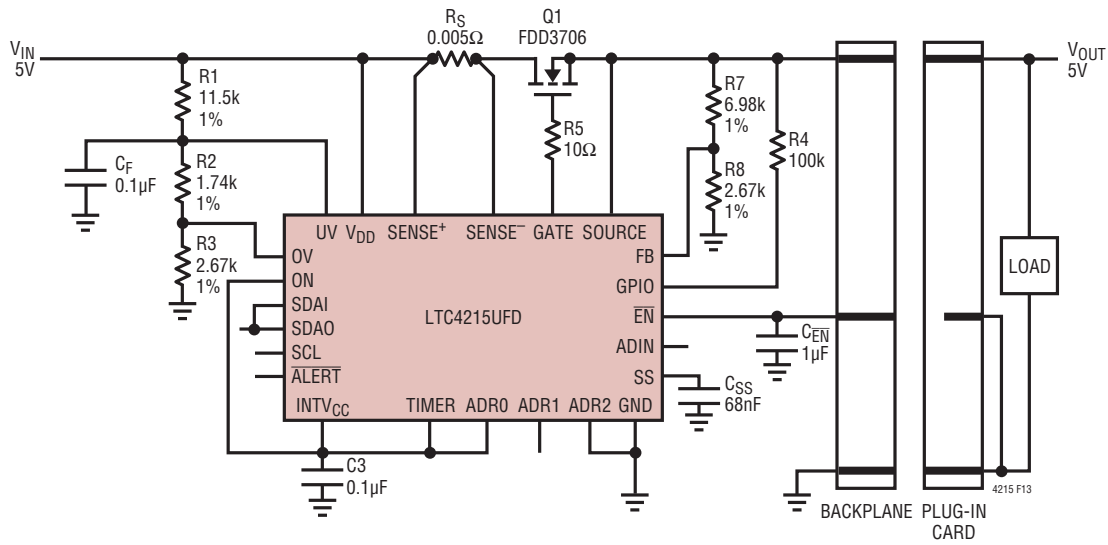 V_IN
5V
R_S
0.005Ω
Q1
FDD3706
V_OUT
5V
R1
11.5k
1%
R7
6.98k
1%
R5
10Ω
R4
100k
C_F
0.1µF
R2
1.74k
1%
R8
2.67k
1%
R3
2.67k
1%
UV V_DD SENSE⁺ SENSE⁻ GATE SOURCE
OV
ON
SDAI
SDAO
SCL
A̅L̅E̅R̅T̅
LTC4215UFD
FB
GPIO
E̅N̅
ADIN
SS
INTV_CC TIMER ADR0 ADR1 ADR2 GND
LOAD
C_E̅N̅
1µF
C_SS
68nF
C3
0.1µF
4215 F13
BACKPLANE PLUG-IN
CARD